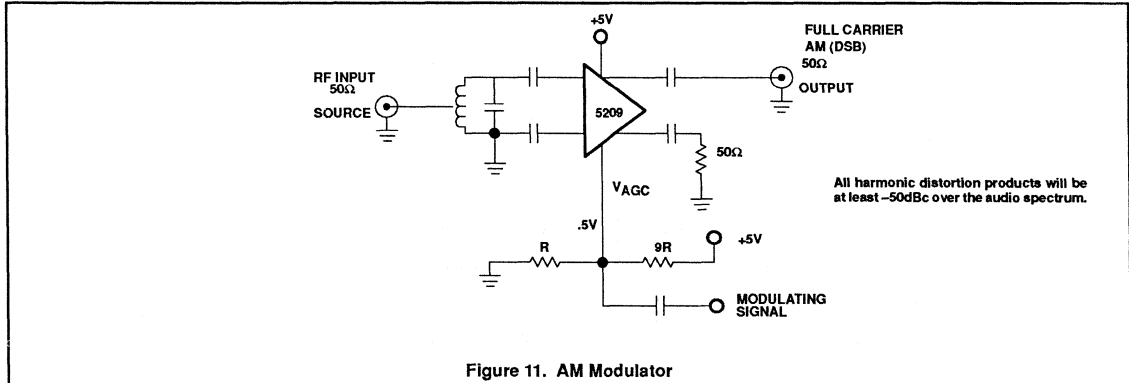 +5V
FULL CARRIER
AM (DSB)
50Ω
OUTPUT
RF INPUT
50Ω
SOURCE
5209
50Ω
VAGC
All harmonic distortion products will be
at least –50dBc over the audio spectrum.
.5V
R
9R
+5V
MODULATING
SIGNAL
Figure 11. AM Modulator